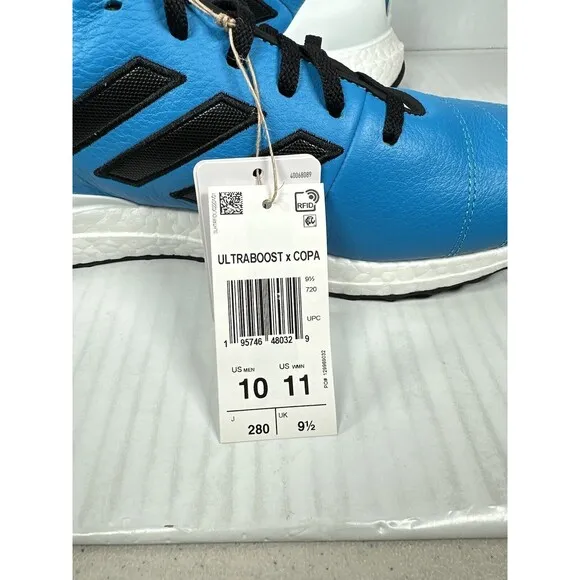 40068089
RFID
ULTRABOOST x COPA
9½
720
UPC
1 95746 48032 9
US MEN US WMN
10 11
J UK
280 9½